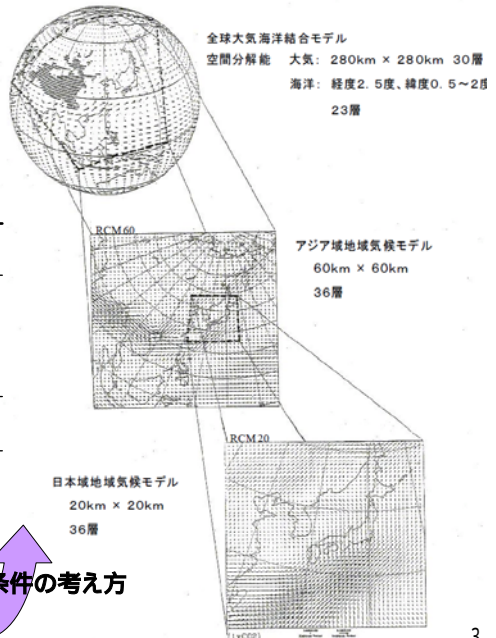 全球大気海洋結合モデル
空間分解能 大気: 280km × 280km 30層
海洋: 経度2.5度、緯度0.5～2度
23層
RCM60
アジア域地域気候モデル
60km × 60km
36層
RCM20
日本域地域気候モデル
20km × 20km
36層
条件の考え方
3